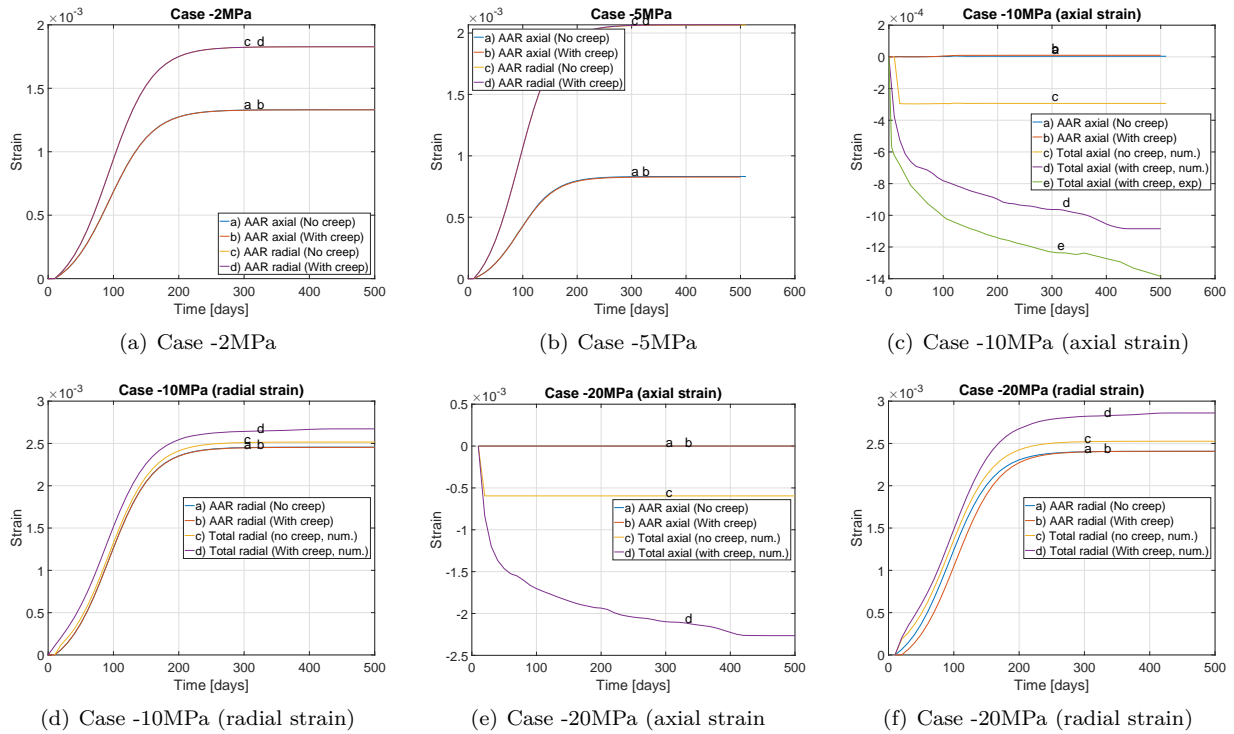 Case -2MPa
×10^-3
2
1.5
1
0.5
0
0 100 200 300 400 500
Strain
Time [days]
c d
a b
a) AAR axial (No creep)
b) AAR axial (With creep)
c) AAR radial (No creep)
d) AAR radial (With creep)
(a) Case -2MPa
Case -5MPa
×10^-3
2
1.5
1
0.5
0
0 100 200 300 400 500 600
Strain
Time [days]
c d
a b
a) AAR axial (No creep)
b) AAR axial (With creep)
c) AAR radial (No creep)
d) AAR radial (With creep)
(b) Case -5MPa
Case -10MPa (axial strain)
×10^-4
2
0
-2
-4
-6
-8
-10
-12
-14
0 100 200 300 400 500 600
Strain
Time [days]
b
a
c
d
e
a) AAR axial (No creep)
b) AAR axial (With creep)
c) Total axial (no creep, num.)
d) Total axial (with creep, num.)
e) Total axial (with creep, exp)
(c) Case -10MPa (axial strain)
Case -10MPa (radial strain)
×10^-3
3
2.5
2
1.5
1
0.5
0
0 100 200 300 400 500
Strain
Time [days]
d
c
a b
a) AAR radial (No creep)
b) AAR radial (With creep)
c) Total radial (no creep, num.)
d) Total radial (With creep, num.)
(d) Case -10MPa (radial strain)
Case -20MPa (axial strain)
×10^-3
0.5
0
-0.5
-1
-1.5
-2
-2.5
0 100 200 300 400 500
Strain
Time [days]
a b
c
d
a) AAR axial (No creep)
b) AAR axial (With creep)
c) Total axial (no creep, num.)
d) Total axial (with creep, num.)
(e) Case -20MPa (axial strain
Case -20MPa (radial strain)
×10^-3
3
2.5
2
1.5
1
0.5
0
0 100 200 300 400 500
Strain
Time [days]
d
c
a b
a) AAR radial (No creep)
b) AAR radial (With creep)
c) Total radial (no creep, num.)
d) Total radial (With creep, num.)
(f) Case -20MPa (radial strain)